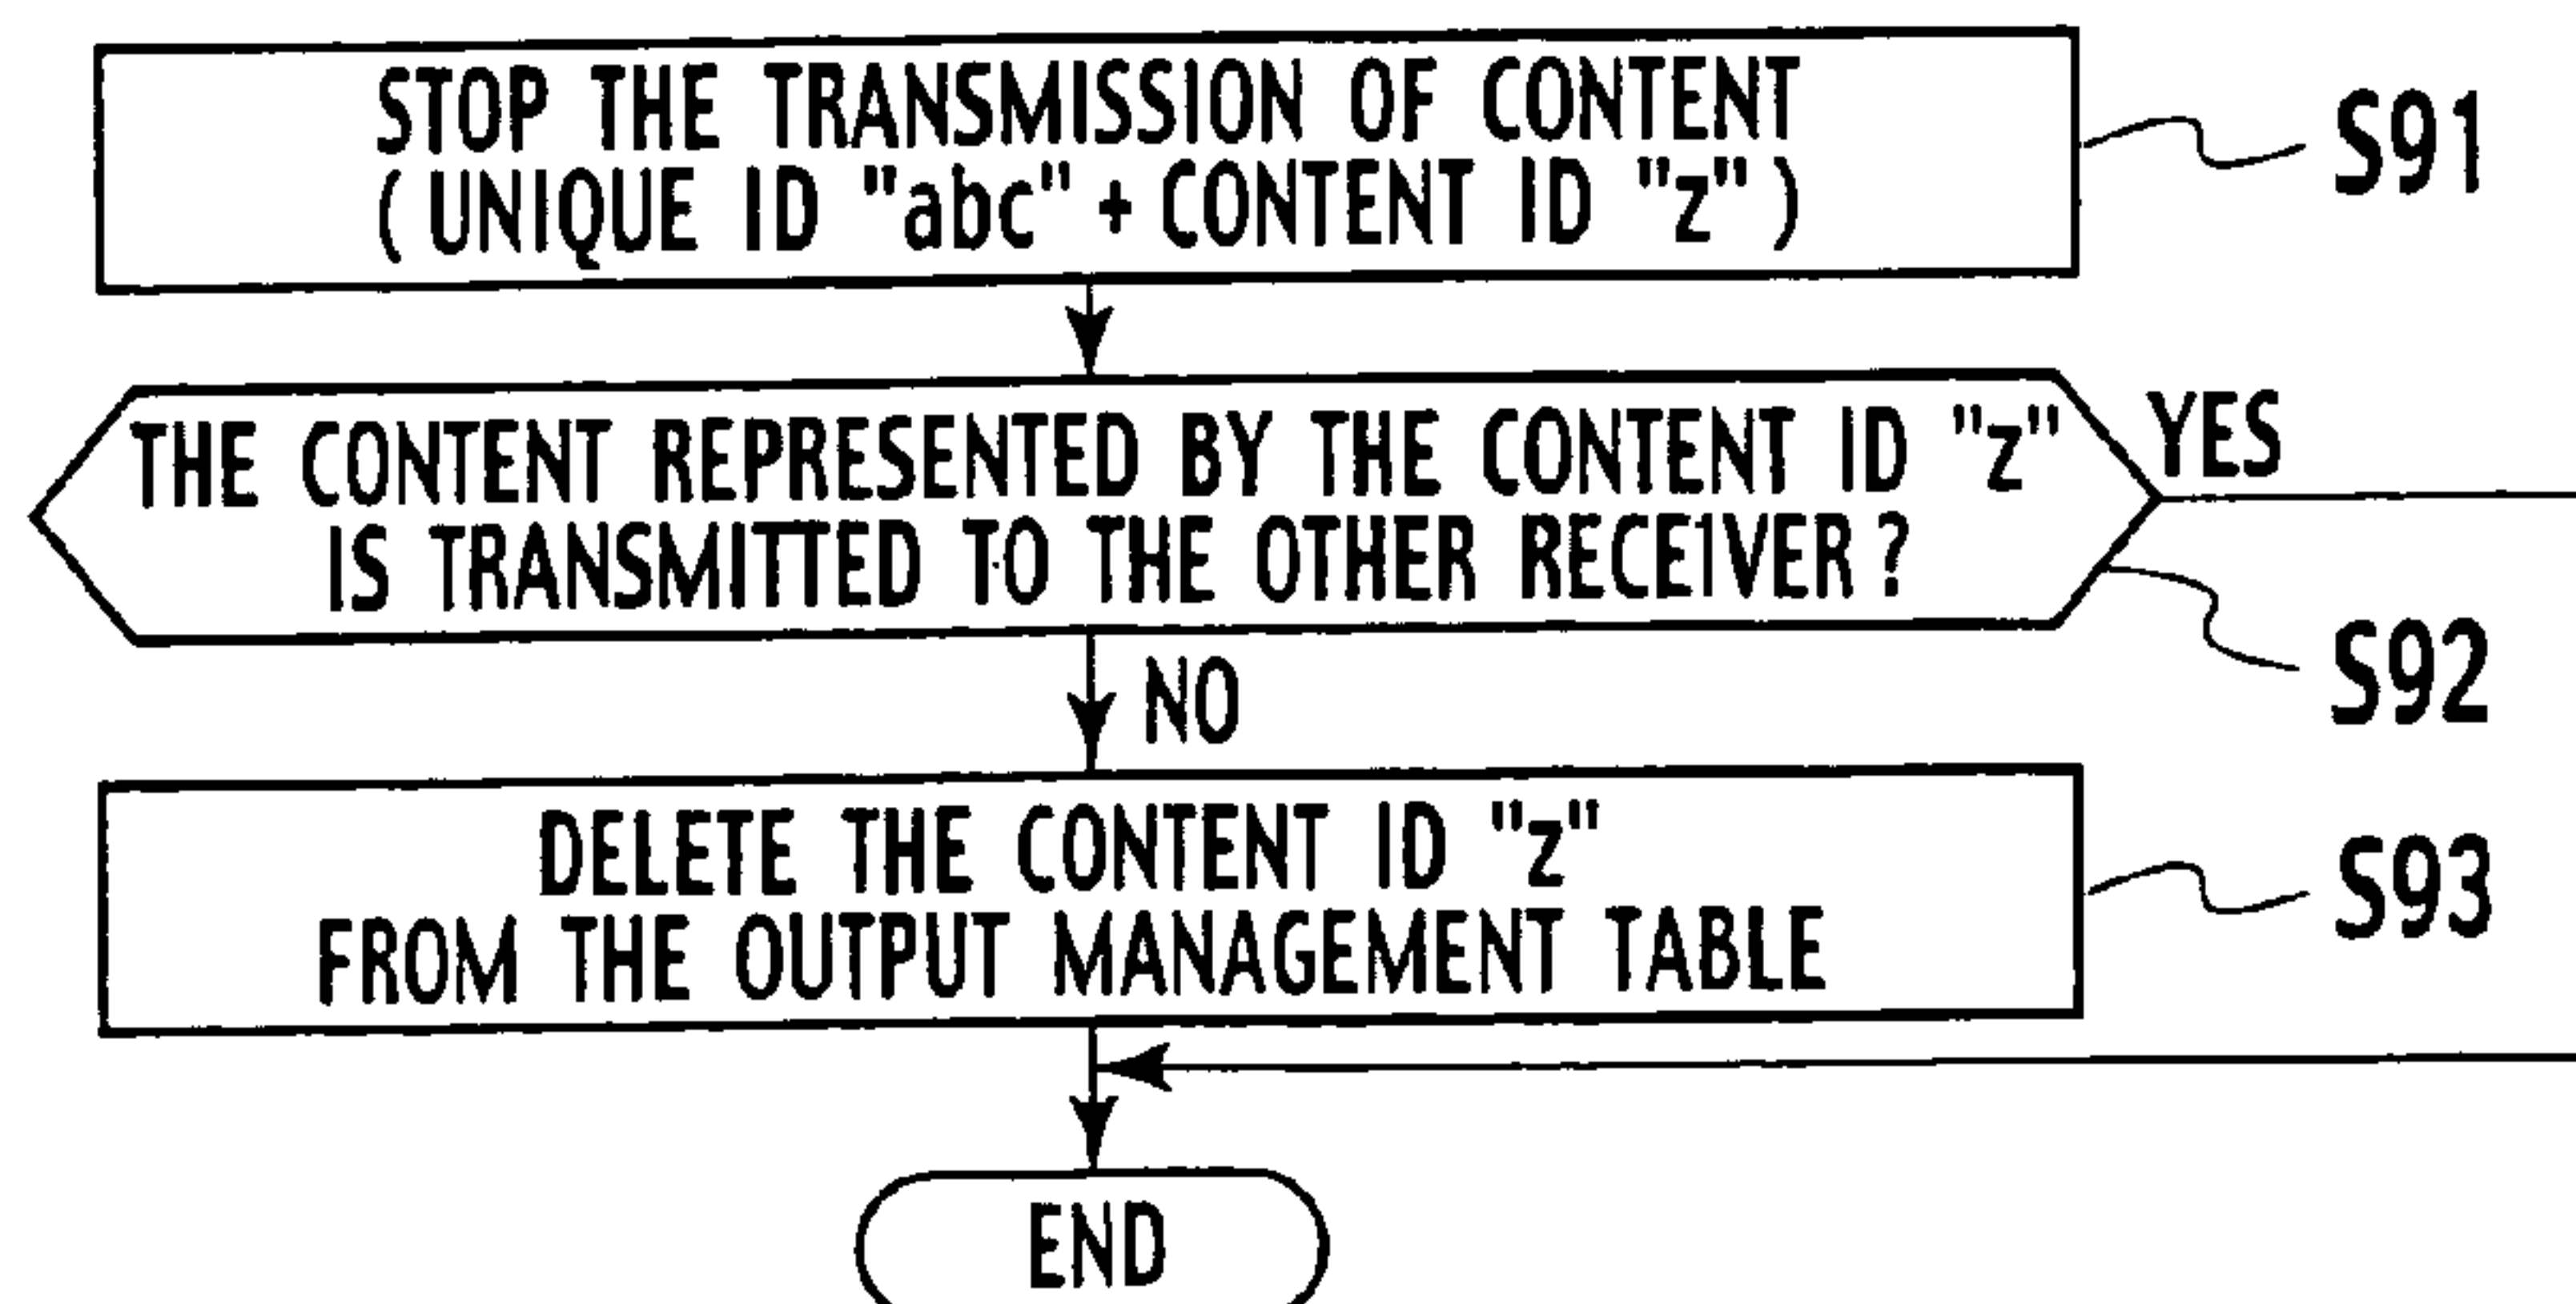 STOP THE TRANSMISSION OF CONTENT
( UNIQUE ID "abc" + CONTENT ID "z" )
S91
THE CONTENT REPRESENTED BY THE CONTENT ID "z"
IS TRANSMITTED TO THE OTHER RECEIVER ?
YES
S92
NO
DELETE THE CONTENT ID "z"
FROM THE OUTPUT MANAGEMENT TABLE
S93
END